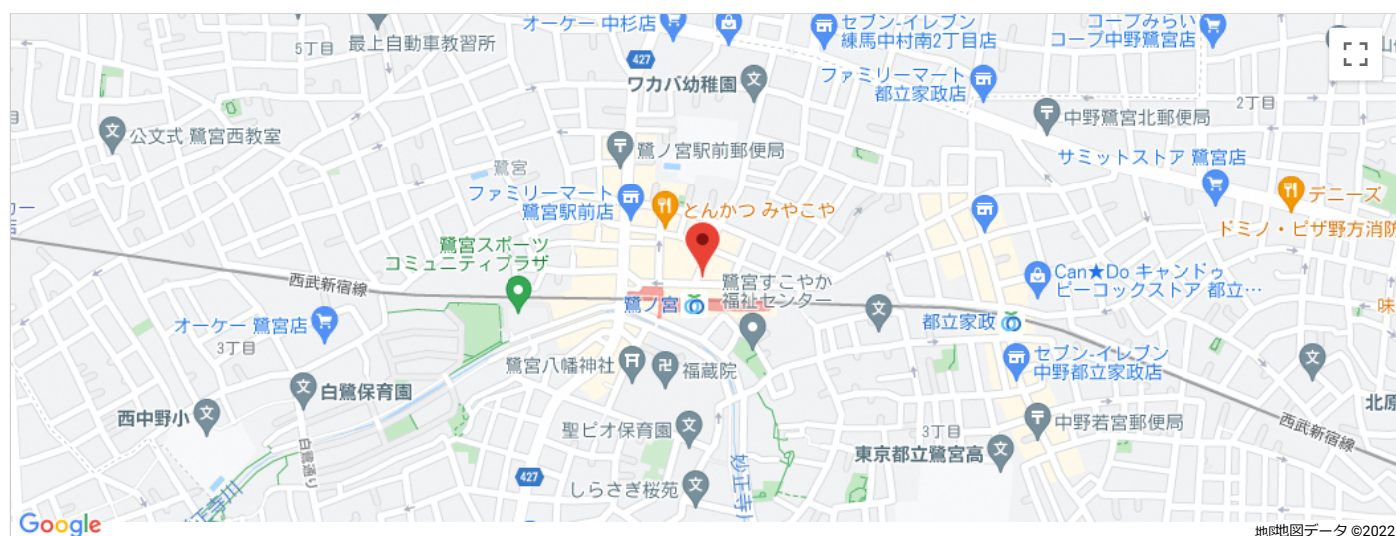 オーケー 中杉店
セブン-イレブン
練馬中村南2丁目店
コープみらい
コープ中野鷺宮店
5丁目
最上自動車教習所
427
ワカバ幼稚園
ファミリーマート
都立家政店
2丁目
中野鷺宮北郵便局
公文式 鷺宮西教室
鷺ノ宮駅前郵便局
サミットストア 鷺宮店
鷺宮
ファミリーマート
鷺宮駅前店
とんかつ みやこや
デニーズ
ドミノ・ピザ野方消防
鷺宮スポーツ
コミュニティプラザ
西武新宿線
鷺宮すこやか
福祉センター
Can★Do キャンドゥ
ピーコックストア 都立…
鷺ノ宮
都立家政
オーケー 鷺宮店
3丁目
味
セブン-イレブン
中野都立家政店
鷺宮八幡神社
福蔵院
白鷺保育園
西中野小
北原
聖ピオ保育園
中野若宮郵便局
3丁目
西武新宿線
東京都立鷺宮高
白鷺通り
427
しらさぎ桜苑
妙正寺川
正寺川
Google
地図データ ©2022